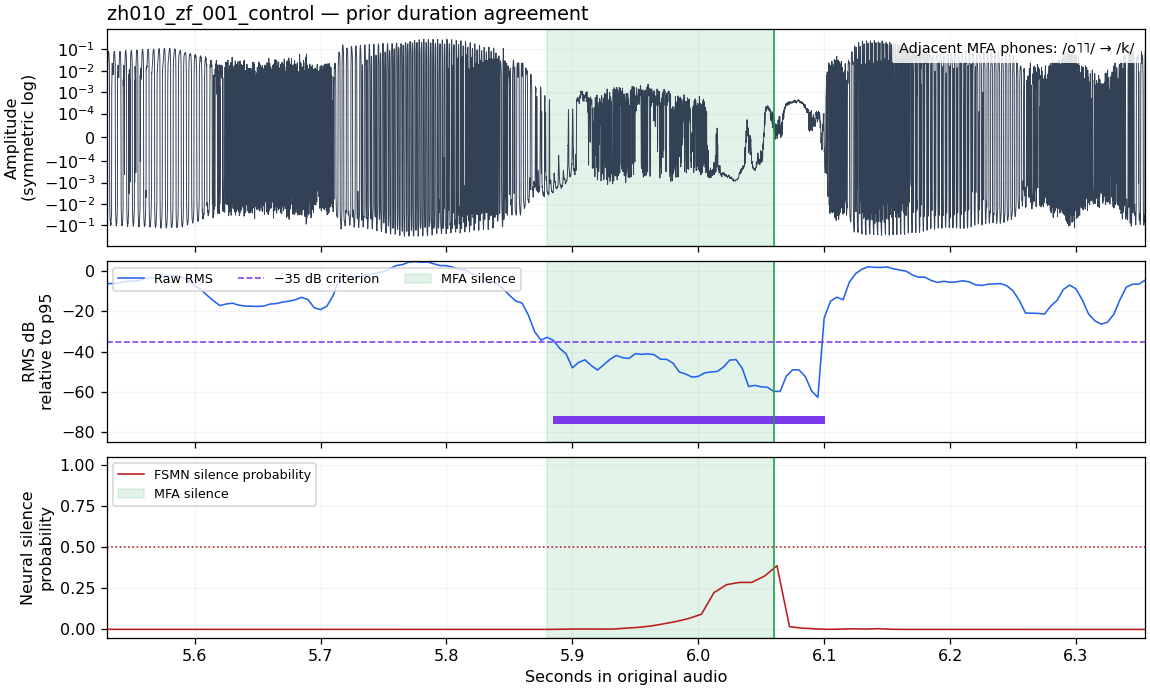 zh010_zf_001_control — prior duration agreement
Amplitude
(symmetric log)
10⁻¹
10⁻²
10⁻³
10⁻⁴
0
−10⁻⁴
−10⁻³
−10⁻²
−10⁻¹
Adjacent MFA phones: /o˥˥/ → /k/
RMS dB
relative to p95
0
−20
−40
−60
−80
Raw RMS
−35 dB criterion
MFA silence
Neural silence
probability
1.00
0.75
0.50
0.25
0.00
FSMN silence probability
MFA silence
5.6 5.7 5.8 5.9 6.0 6.1 6.2 6.3
Seconds in original audio